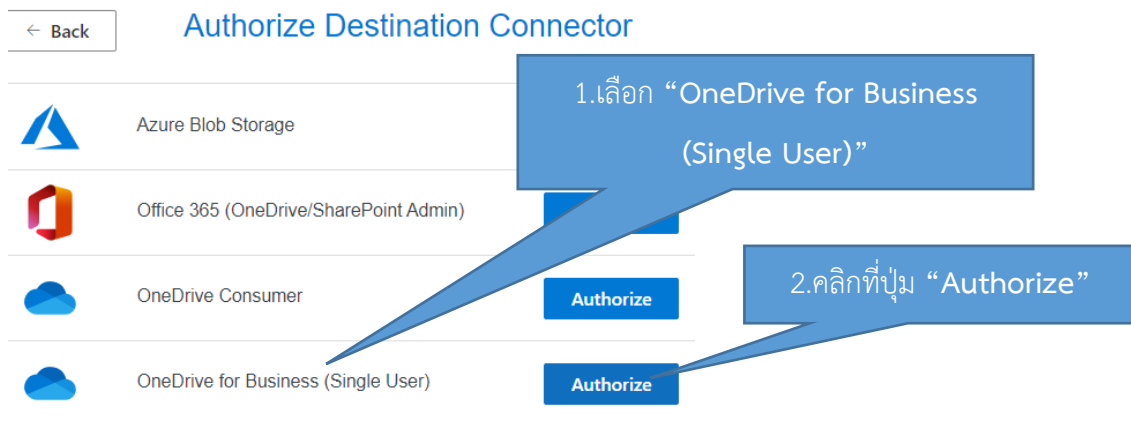 ← Back
Authorize Destination Connector
1.เลือก “OneDrive for Business
(Single User)”
Azure Blob Storage
Office 365 (OneDrive/SharePoint Admin)
2.คลิกที่ปุ่ม “Authorize”
OneDrive Consumer
Authorize
OneDrive for Business (Single User)
Authorize